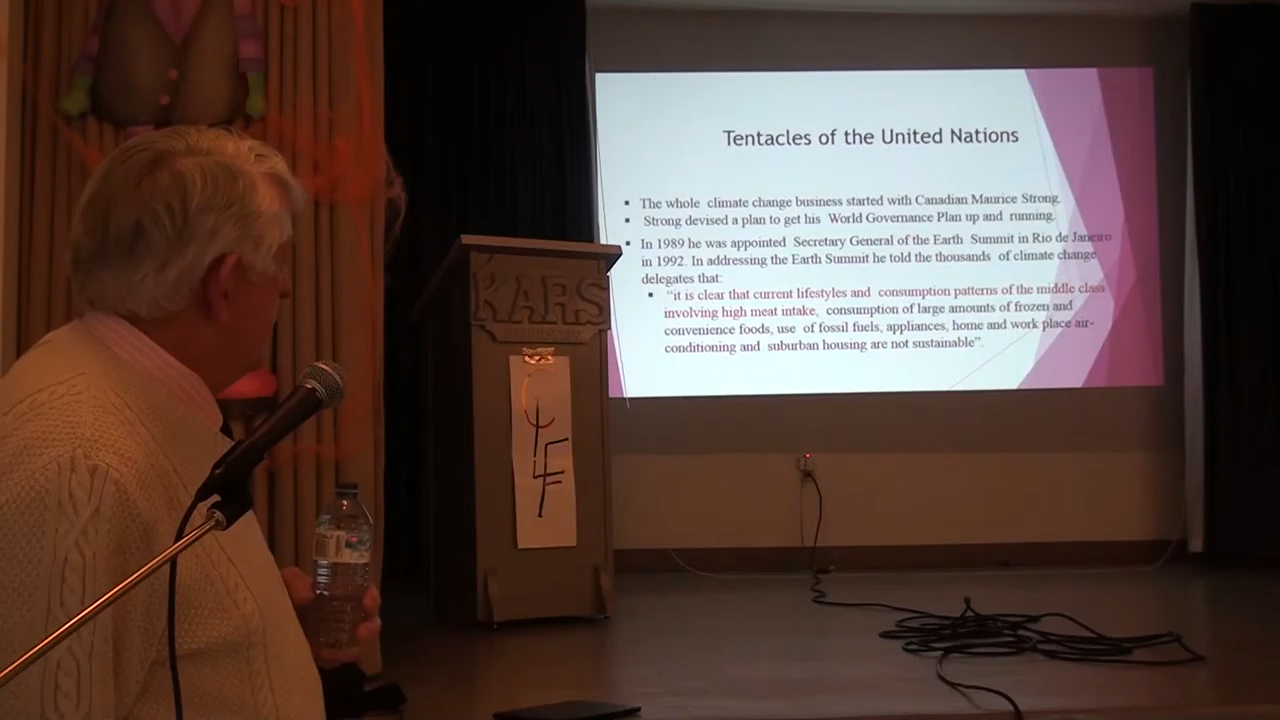 Tentacles of the United Nations
The whole climate change business started with Canadian Maurice Strong.
Strong devised a plan to get his World Governance Plan up and running.
In 1989 he was appointed Secretary General of the Earth Summit in Rio de Janeiro
in 1992. In addressing the Earth Summit he told the thousands of climate change
delegates that:
"it is clear that current lifestyles and consumption patterns of the middle class
involving high meat intake, consumption of large amounts of frozen and
convenience foods, use of fossil fuels, appliances, home and work place air-
conditioning and suburban housing are not sustainable".
KARS
CLEF